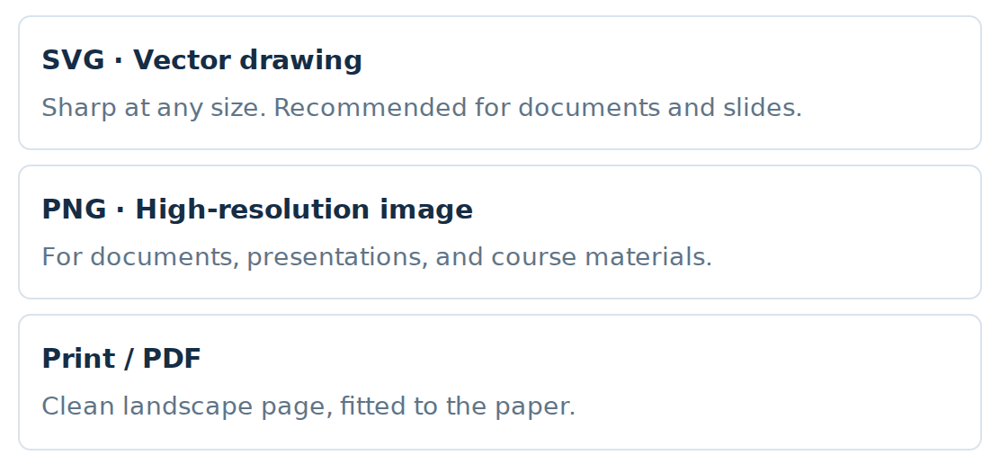 SVG · Vector drawing
Sharp at any size. Recommended for documents and slides.
PNG · High-resolution image
For documents, presentations, and course materials.
Print / PDF
Clean landscape page, fitted to the paper.